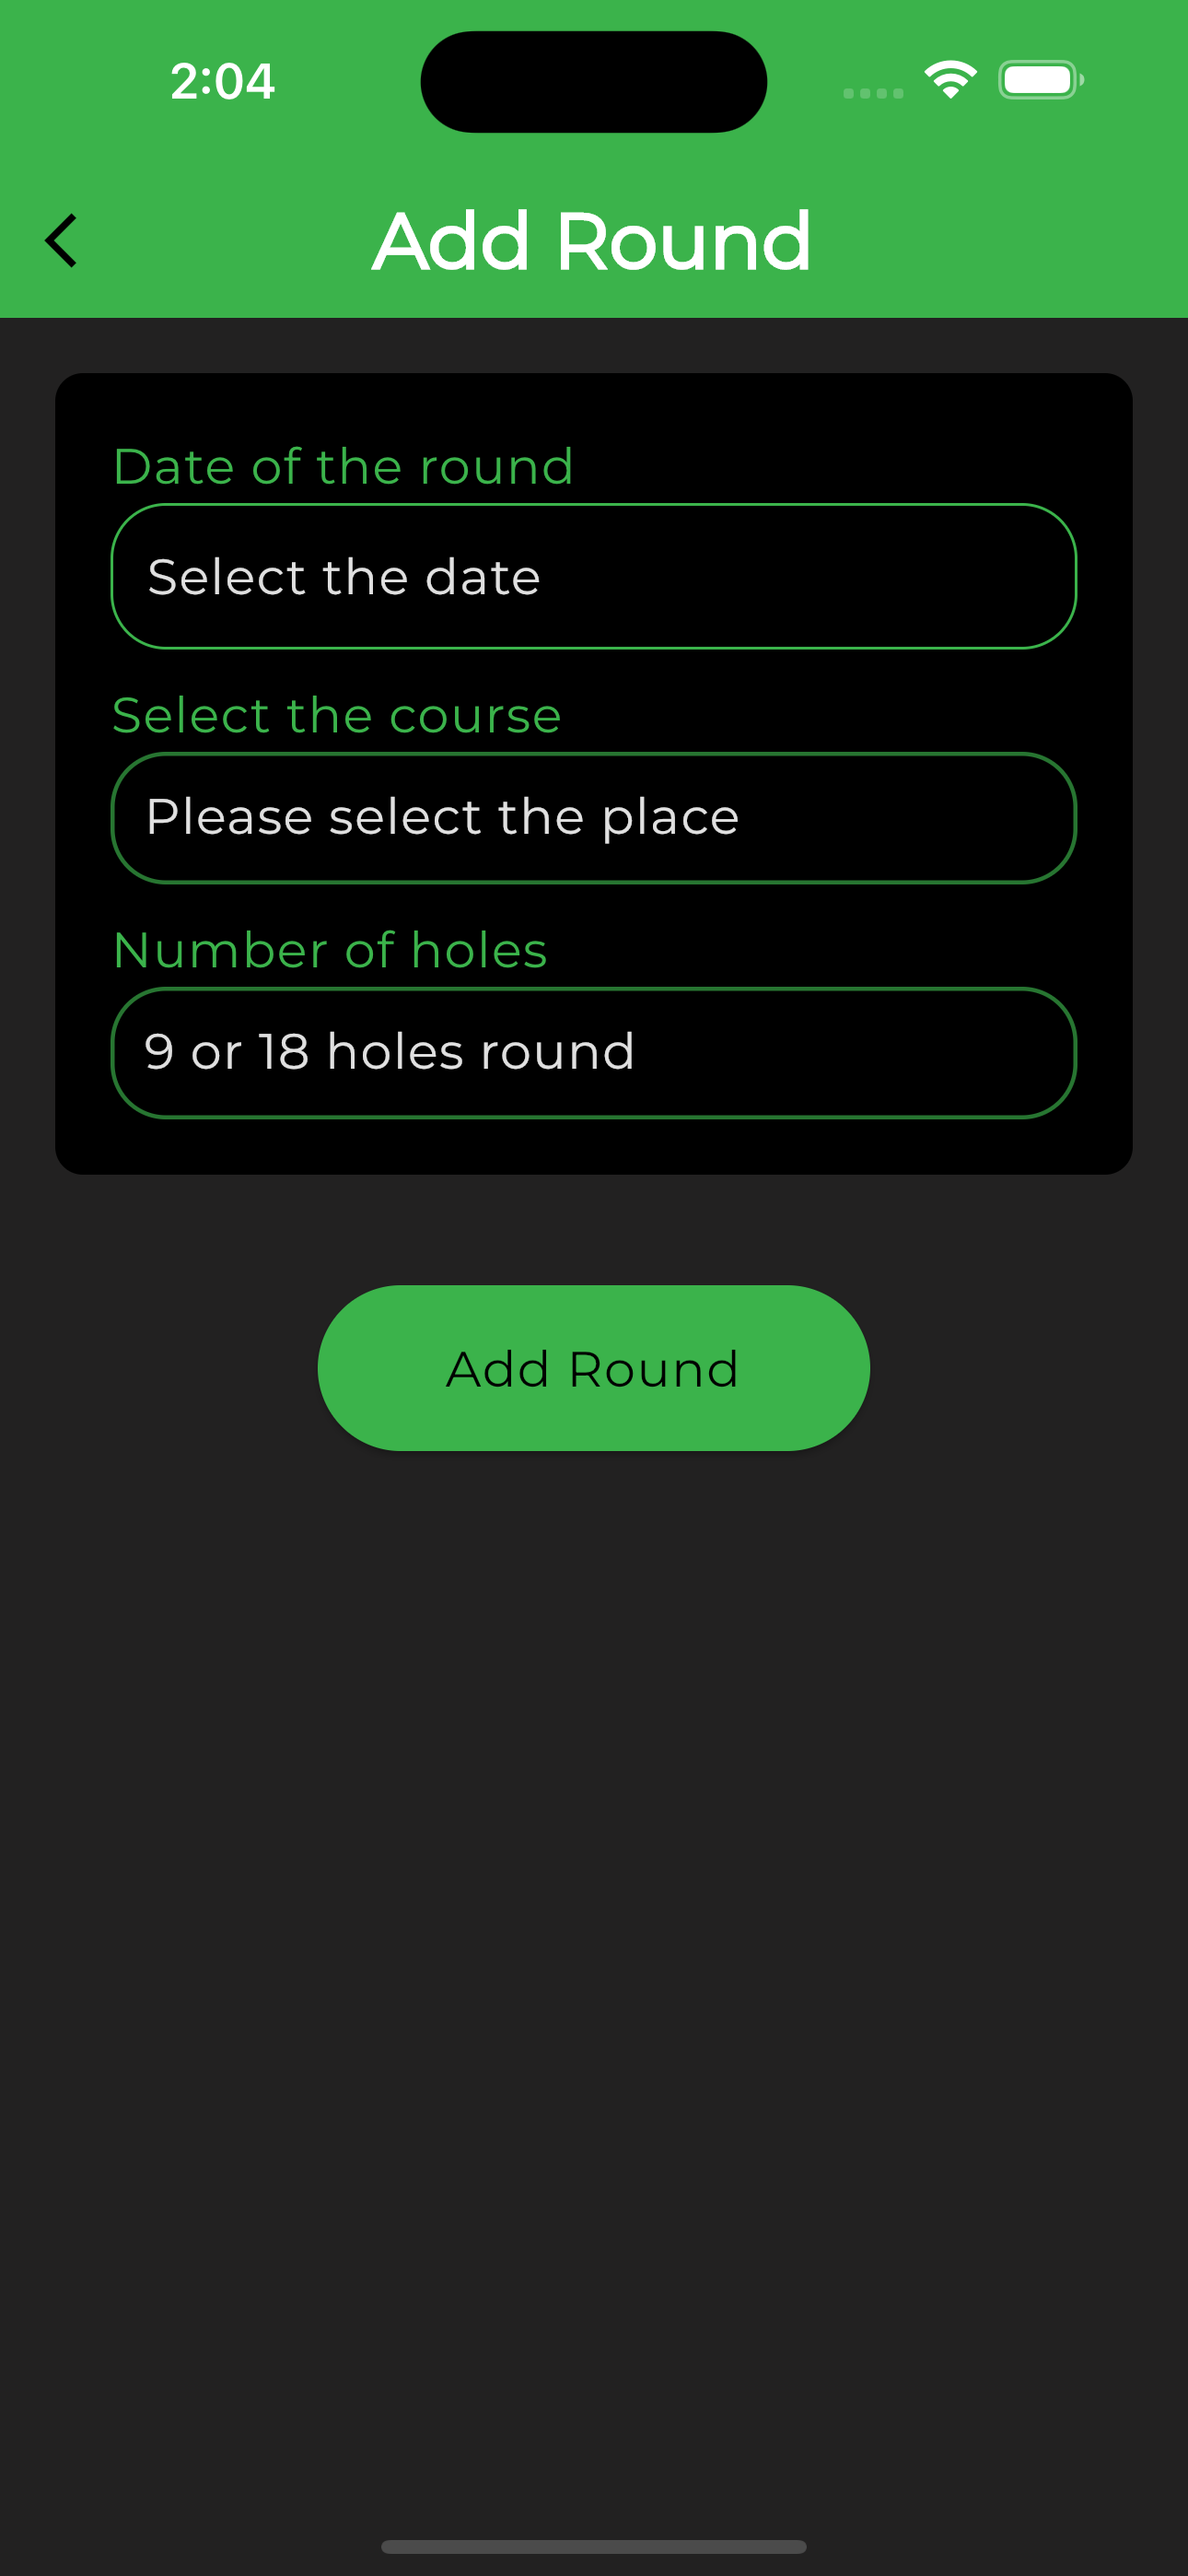 2:04
Add Round
Date of the round
Select the date
Select the course
Please select the place
Number of holes
9 or 18 holes round
Add Round